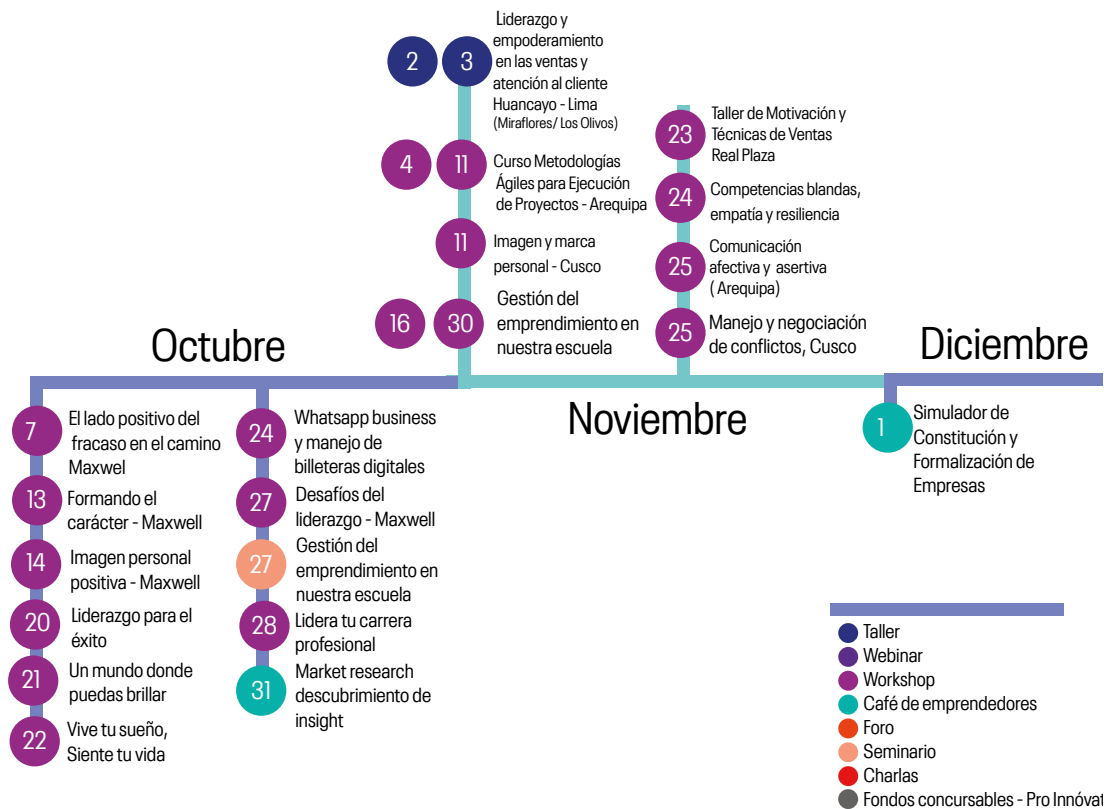 2
3
Liderazgo y
empoderamiento
en las ventas y
atención al cliente
Huancayo - Lima
(Miraflores/ Los Olivos)
4
11
Curso Metodologías
Ágiles para Ejecución
de Proyectos - Arequipa
11
Imagen y marca
personal - Cusco
16
30
Gestión del
emprendimiento en
nuestra escuela
23
Taller de Motivación y
Técnicas de Ventas
Real Plaza
24
Competencias blandas,
empatía y resiliencia
25
Comunicación
afectiva y asertiva
( Arequipa)
25
Manejo y negociación
de conflictos, Cusco
Octubre
Noviembre
Diciembre
7
El lado positivo del
fracaso en el camino
Maxwel
13
Formando el
carácter - Maxwell
14
Imagen personal
positiva - Maxwell
20
Liderazgo para el
éxito
21
Un mundo donde
puedas brillar
22
Vive tu sueño,
Siente tu vida
24
Whatsapp business
y manejo de
billeteras digitales
27
Desafíos del
liderazgo - Maxwell
27
Gestión del
emprendimiento en
nuestra escuela
28
Lidera tu carrera
profesional
31
Market research
descubrimiento de
insight
1
Simulador de
Constitución y
Formalización de
Empresas
Taller
Webinar
Workshop
Café de emprendedores
Foro
Seminario
Charlas
Fondos concursables - Pro Innóvat